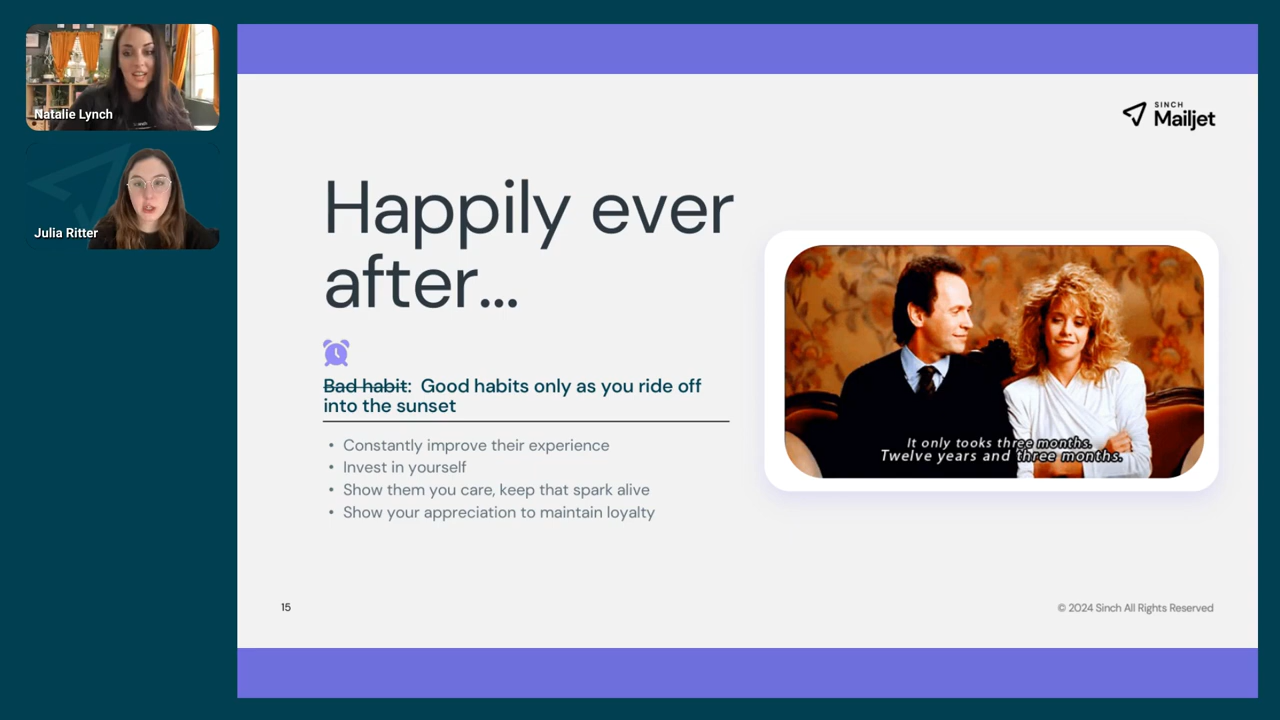 Natalie Lynch
Julia Ritter
SINCH
Mailjet
Happily ever
after...
Bad habit: Good habits only as you ride off
into the sunset
• Constantly improve their experience
• Invest in yourself
• Show them you care, keep that spark alive
• Show your appreciation to maintain loyalty
It only tooks three months.
Twelve years and three months.
15
© 2024 Sinch All Rights Reserved